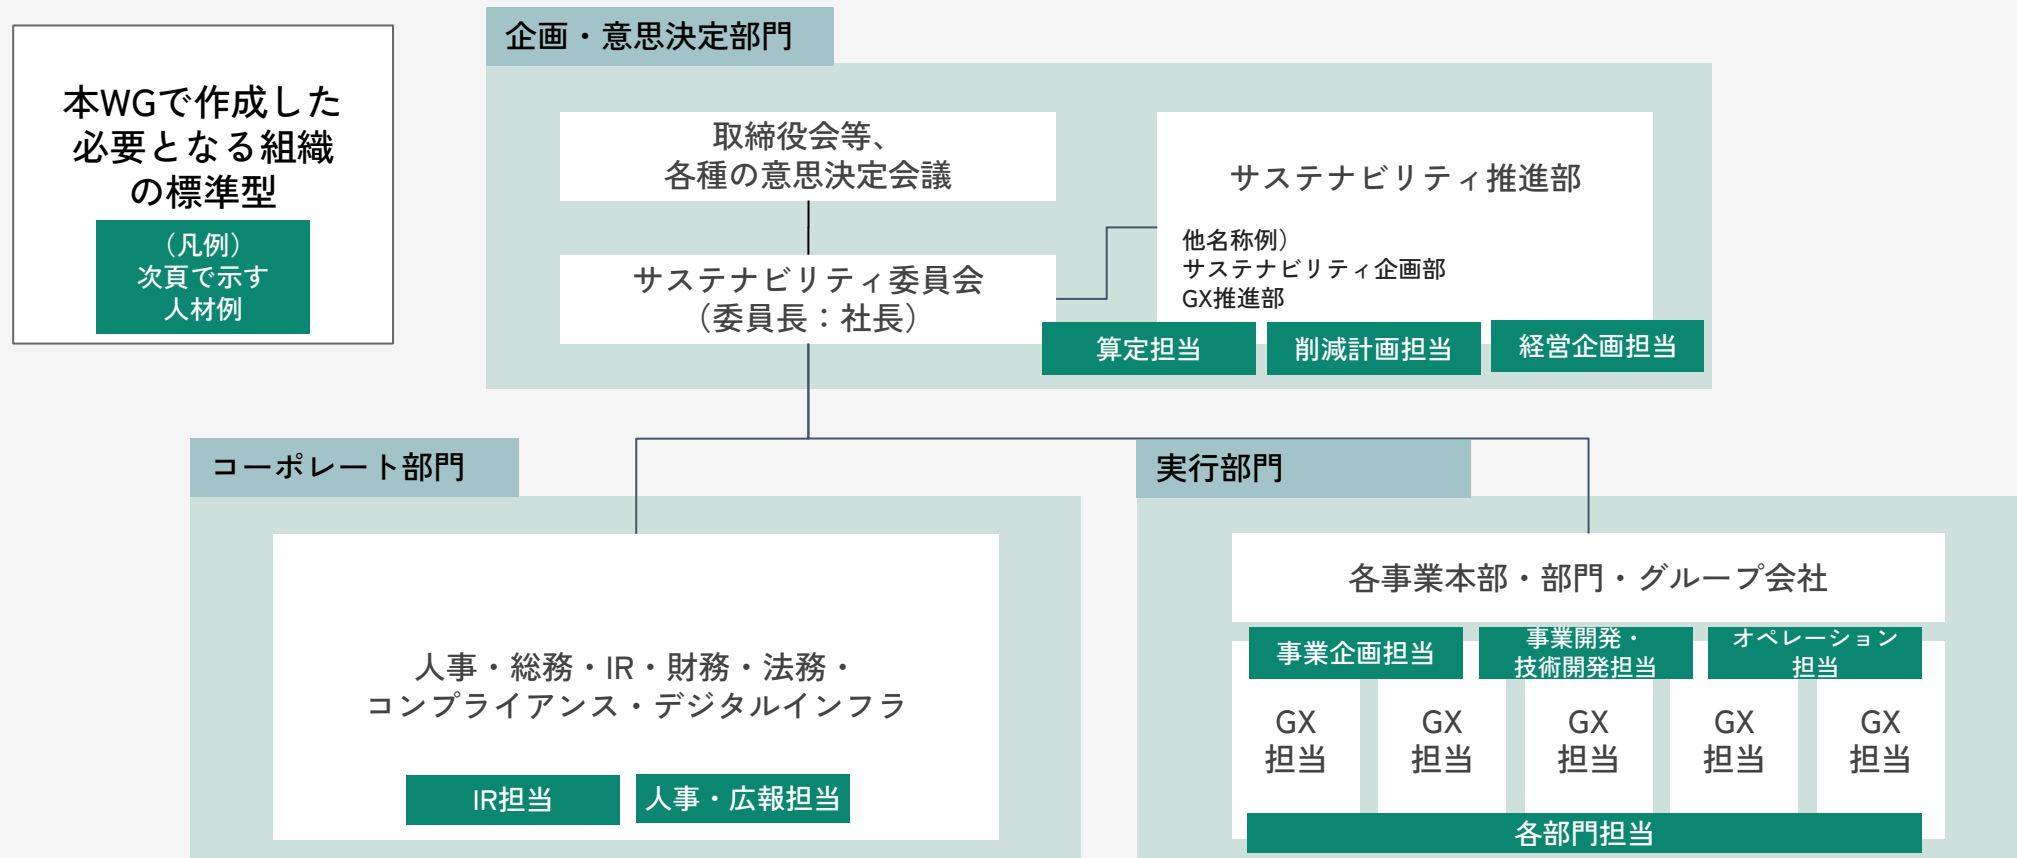 本WGで作成した
必要となる組織
の標準型
（凡例）
次頁で示す
人材例
企画・意思決定部門
取締役会等、
各種の意思決定会議
サステナビリティ委員会
（委員長：社長）
サステナビリティ推進部
他名称例）
サステナビリティ企画部
GX推進部
算定担当
削減計画担当
経営企画担当
コーポレート部門
人事・総務・IR・財務・法務・
コンプライアンス・デジタルインフラ
IR担当
人事・広報担当
実行部門
各事業本部・部門・グループ会社
事業企画担当
事業開発・
技術開発担当
オペレーション
担当
GX
担当
GX
担当
GX
担当
GX
担当
GX
担当
各部門担当